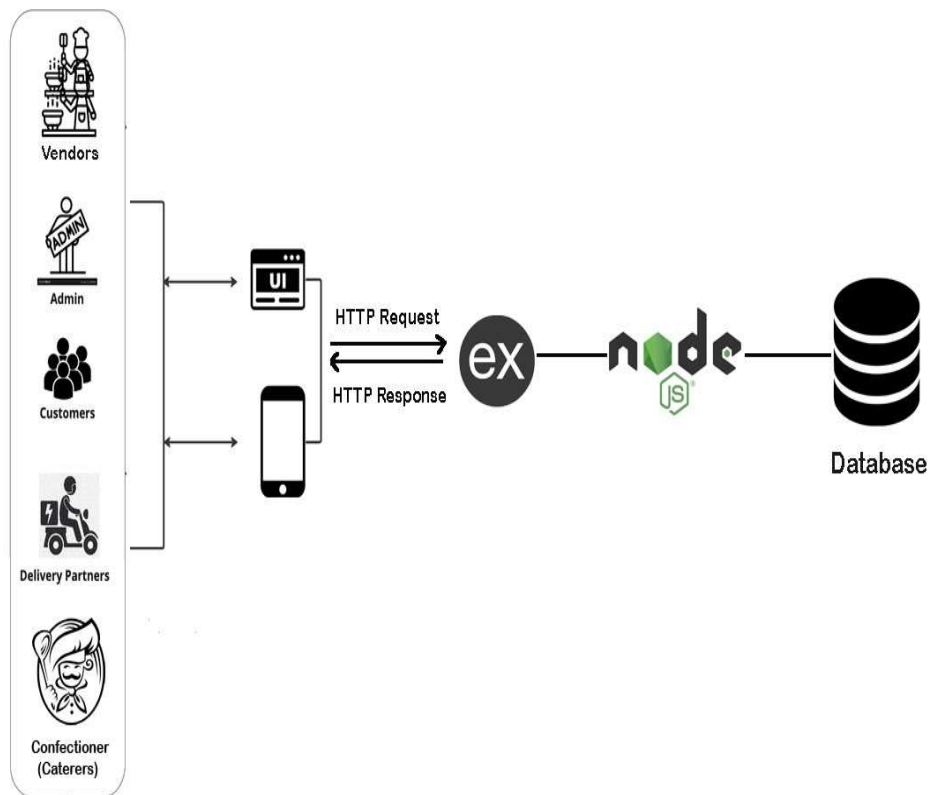 Vendors
ADMIN
Admin
Customers
Delivery Partners
Confectioner
(Caterers)
UI
HTTP Request
HTTP Response
ex
node
JS®
Database